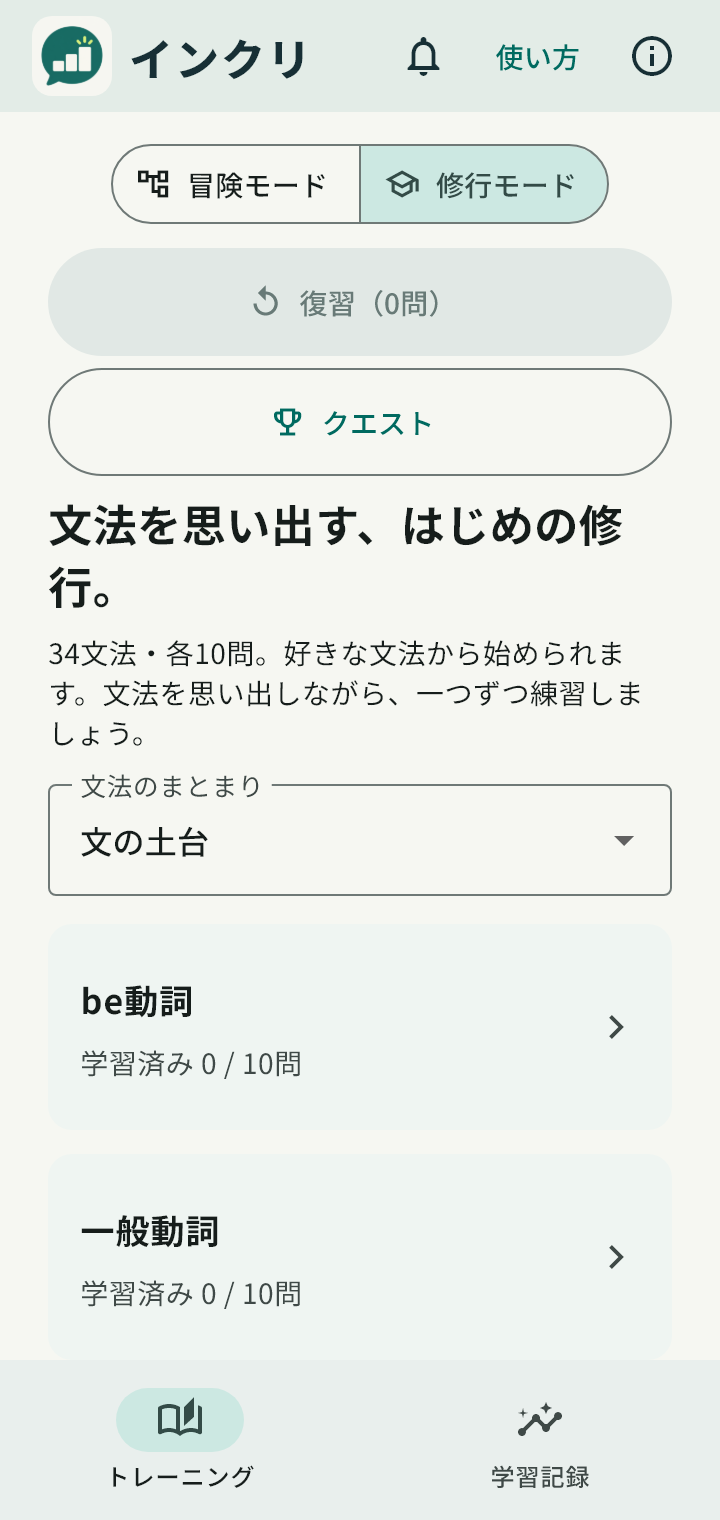 インクリ
使い方
冒険モード
修行モード
復習（0問）
クエスト
文法を思い出す、はじめの修
行。
34文法・各10問。好きな文法から始められま
す。文法を思い出しながら、一つずつ練習しま
しょう。
文法のまとまり
文の土台
be動詞
学習済み 0 / 10問
一般動詞
学習済み 0 / 10問
トレーニング
学習記録